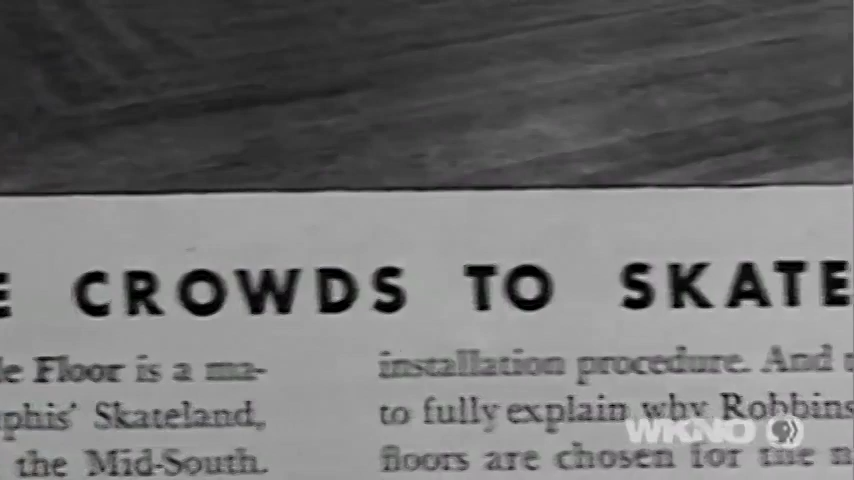 E CROWDS TO SKATE
le Floor is a ma-
phis' Skateland,
the Mid-South.
installation procedure. And
to fully explain why Robbins
floors are chosen for the n
WKNO